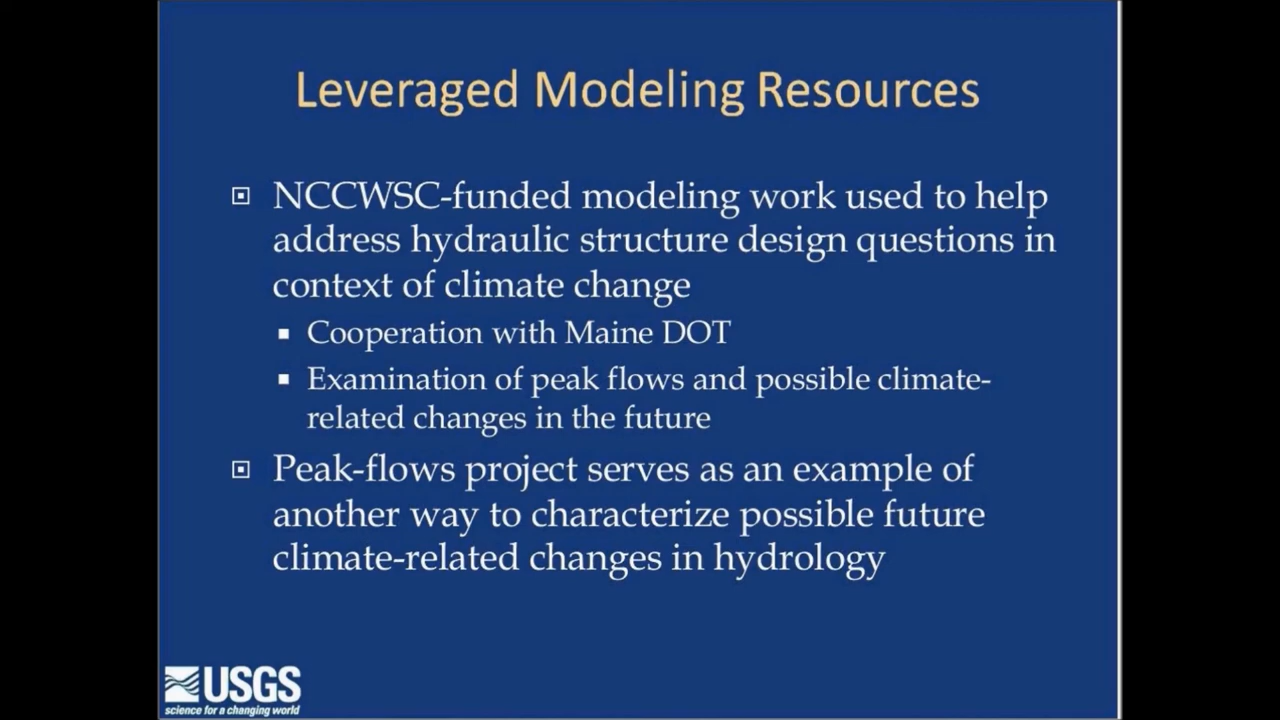 Leveraged Modeling Resources
NCCWSC-funded modeling work used to help
address hydraulic structure design questions in
context of climate change
Cooperation with Maine DOT
Examination of peak flows and possible climate-
related changes in the future
Peak-flows project serves as an example of
another way to characterize possible future
climate-related changes in hydrology
USGS
science for a changing world